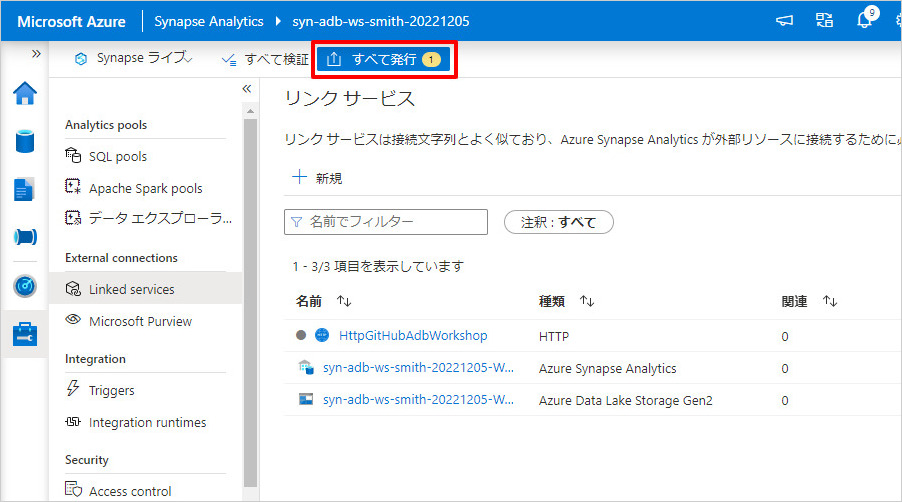 Microsoft Azure Synapse Analytics syn-adb-ws-smith-20221205 9
Synapse ライブ すべて検証 すべて発行 1
リンク サービス
リンク サービスは接続文字列とよく似ており、Azure Synapse Analytics が外部リソースに接続するために
新規
名前でフィルター 注釈 : すべて
1 - 3/3 項目を表示しています
名前 種類 関連
HttpGitHubAdbWorkshop HTTP 0
syn-adb-ws-smith-20221205-W... Azure Synapse Analytics 0
syn-adb-ws-smith-20221205-W... Azure Data Lake Storage Gen2 0
Analytics pools
SQL pools
Apache Spark pools
データ エクスプローラ...
External connections
Linked services
Microsoft Purview
Integration
Triggers
Integration runtimes
Security
Access control